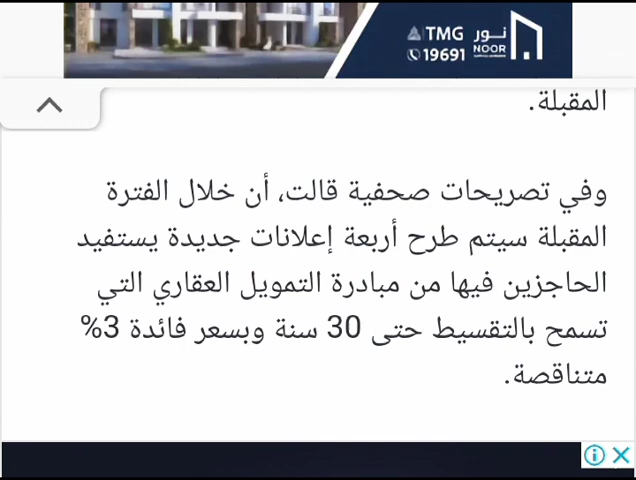 TMG
نور
NOOR
19691
المقبلة.
وفي تصريحات صحفية قالت، أن خلال الفترة
المقبلة سيتم طرح أربعة إعلانات جديدة يستفيد
الحاجزين فيها من مبادرة التمويل العقاري التي
تسمح بالتقسيط حتى 30 سنة وبسعر فائدة 3%
متناقصة.